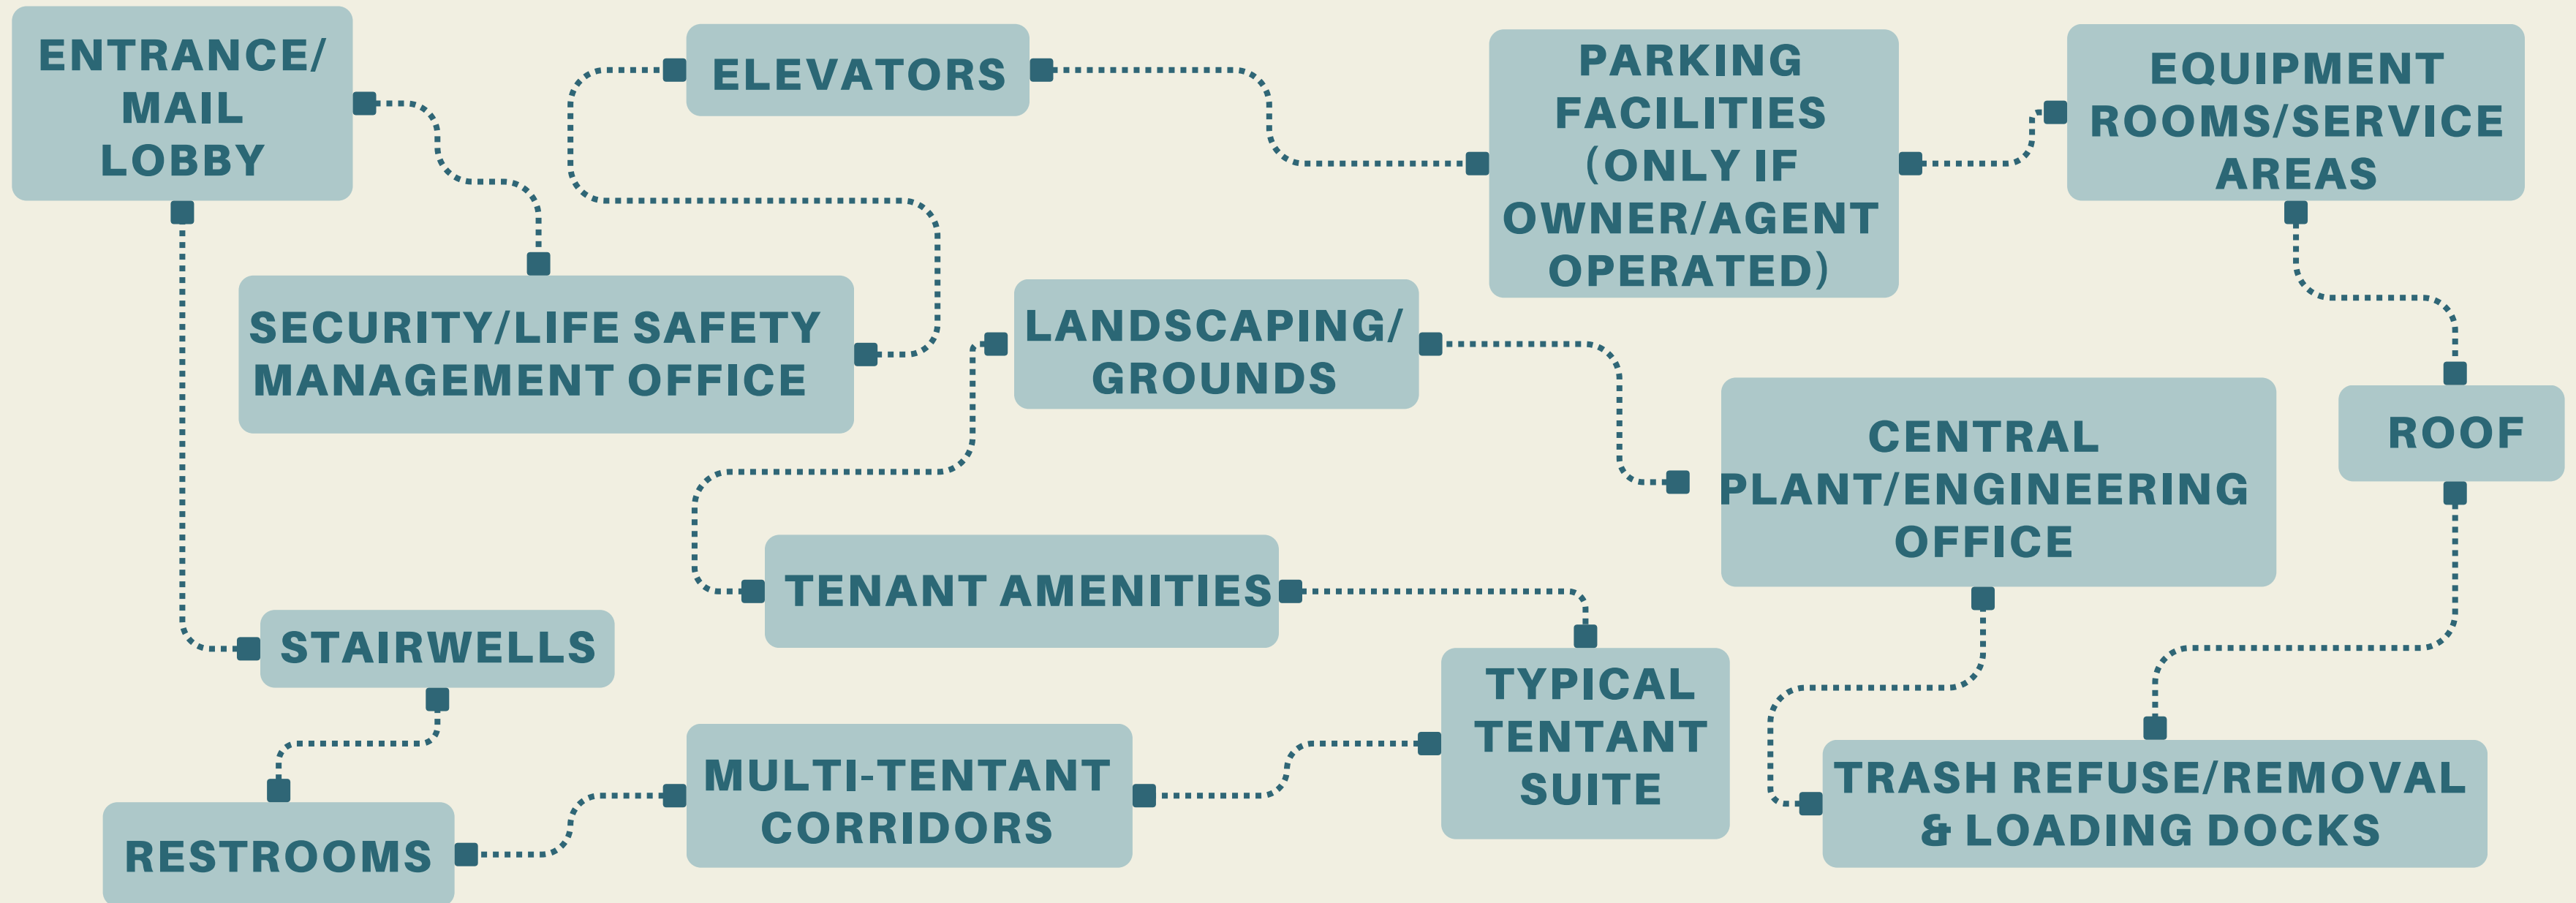 ENTRANCE/
MAIL
LOBBY
ELEVATORS
PARKING
FACILITIES
(ONLY IF
OWNER/AGENT
OPERATED)
EQUIPMENT
ROOMS/SERVICE
AREAS
SECURITY/LIFE SAFETY
MANAGEMENT OFFICE
LANDSCAPING/
GROUNDS
CENTRAL
PLANT/ENGINEERING
OFFICE
ROOF
TENANT AMENITIES
STAIRWELLS
TYPICAL
TENTANT
SUITE
MULTI-TENTANT
CORRIDORS
TRASH REFUSE/REMOVAL
& LOADING DOCKS
RESTROOMS